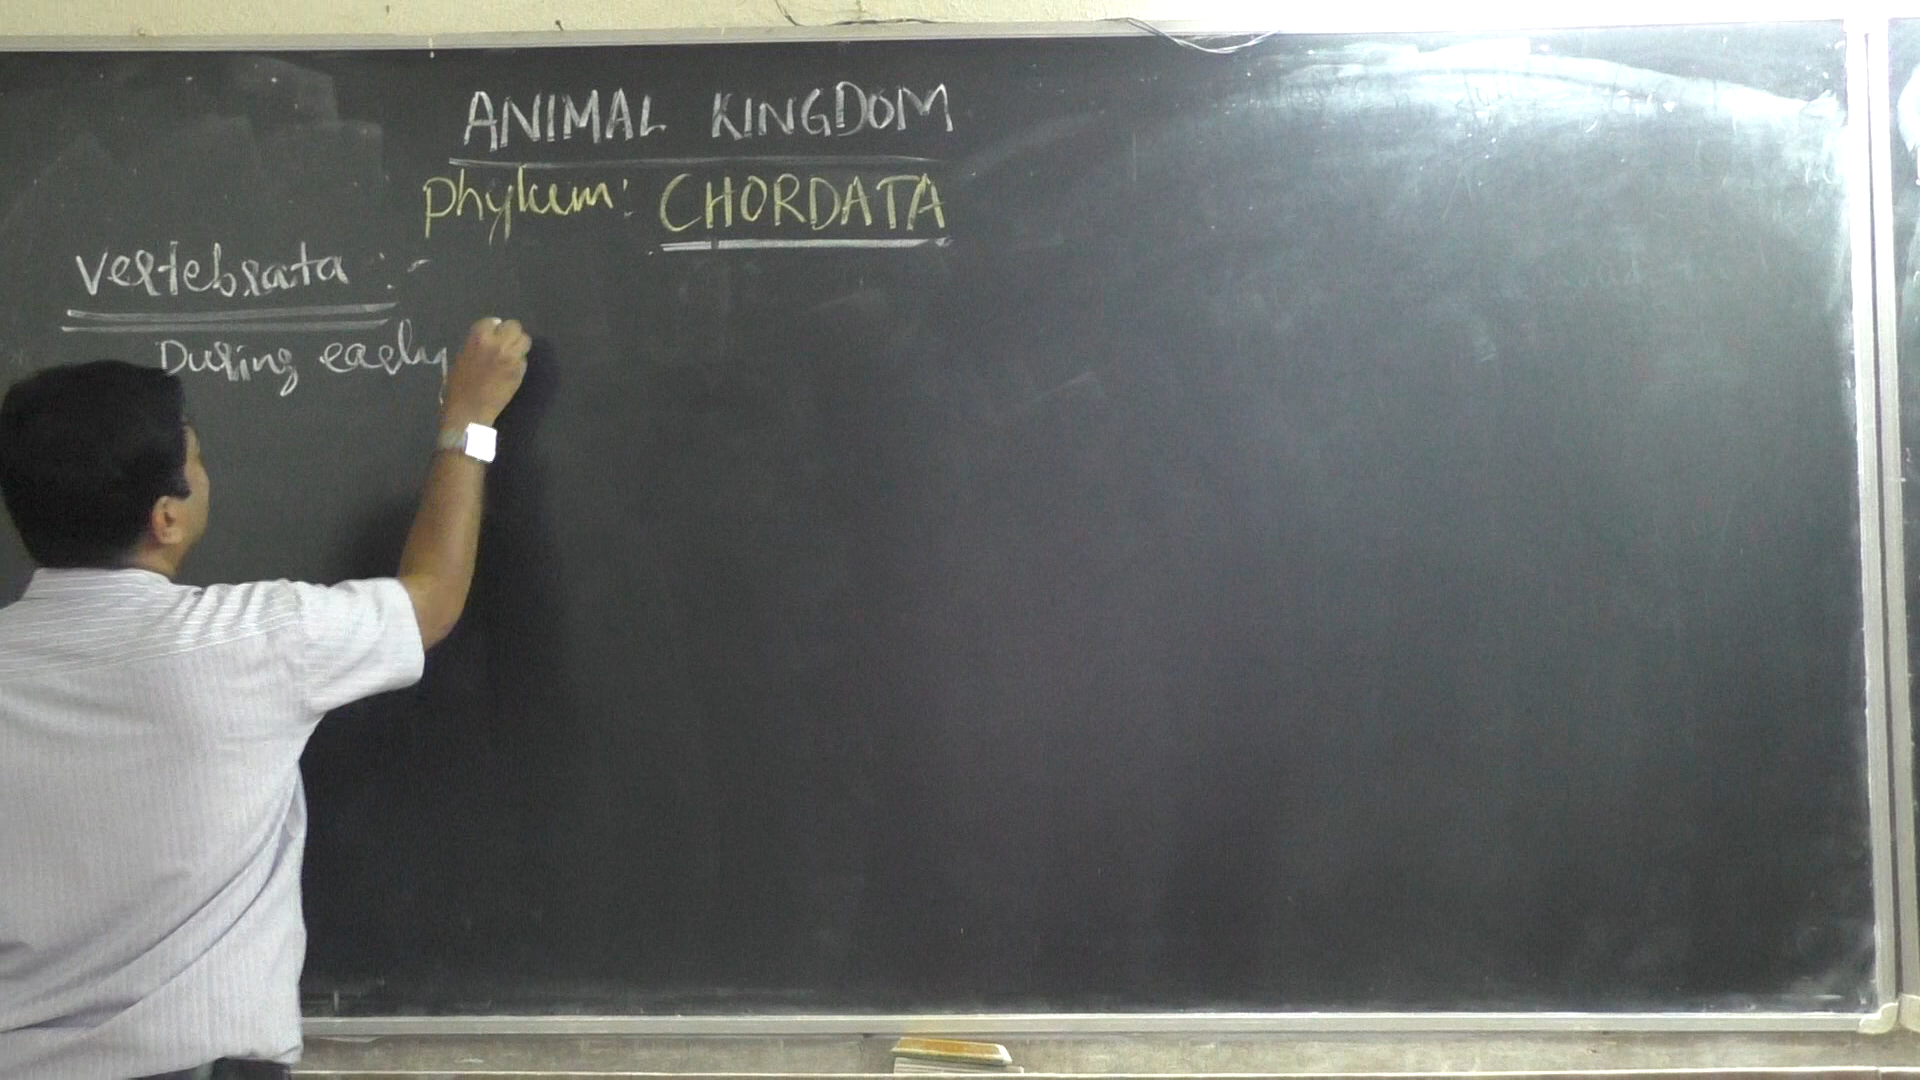 ANIMAL KINGDOM
Phylum: CHORDATA
Vertebrata :-
During early